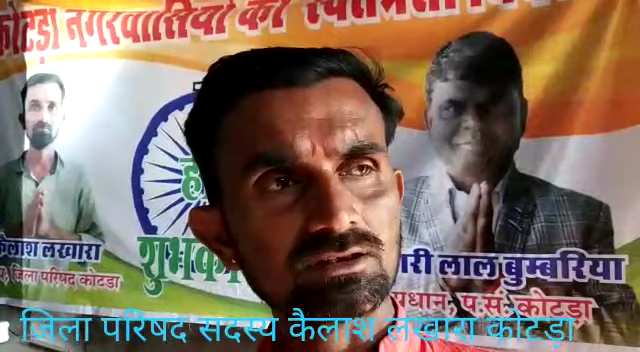 कोटड़ा नगरवासियों को स्वतंत्रता
शुभका
कैलाश लखारा
जिला परिषद कोटडा
री लाल बुम्बरिया
प्रधान, प.सं. कोटड़ा
जिला परिषद सदस्य कैलाश लखारा कोटड़ा